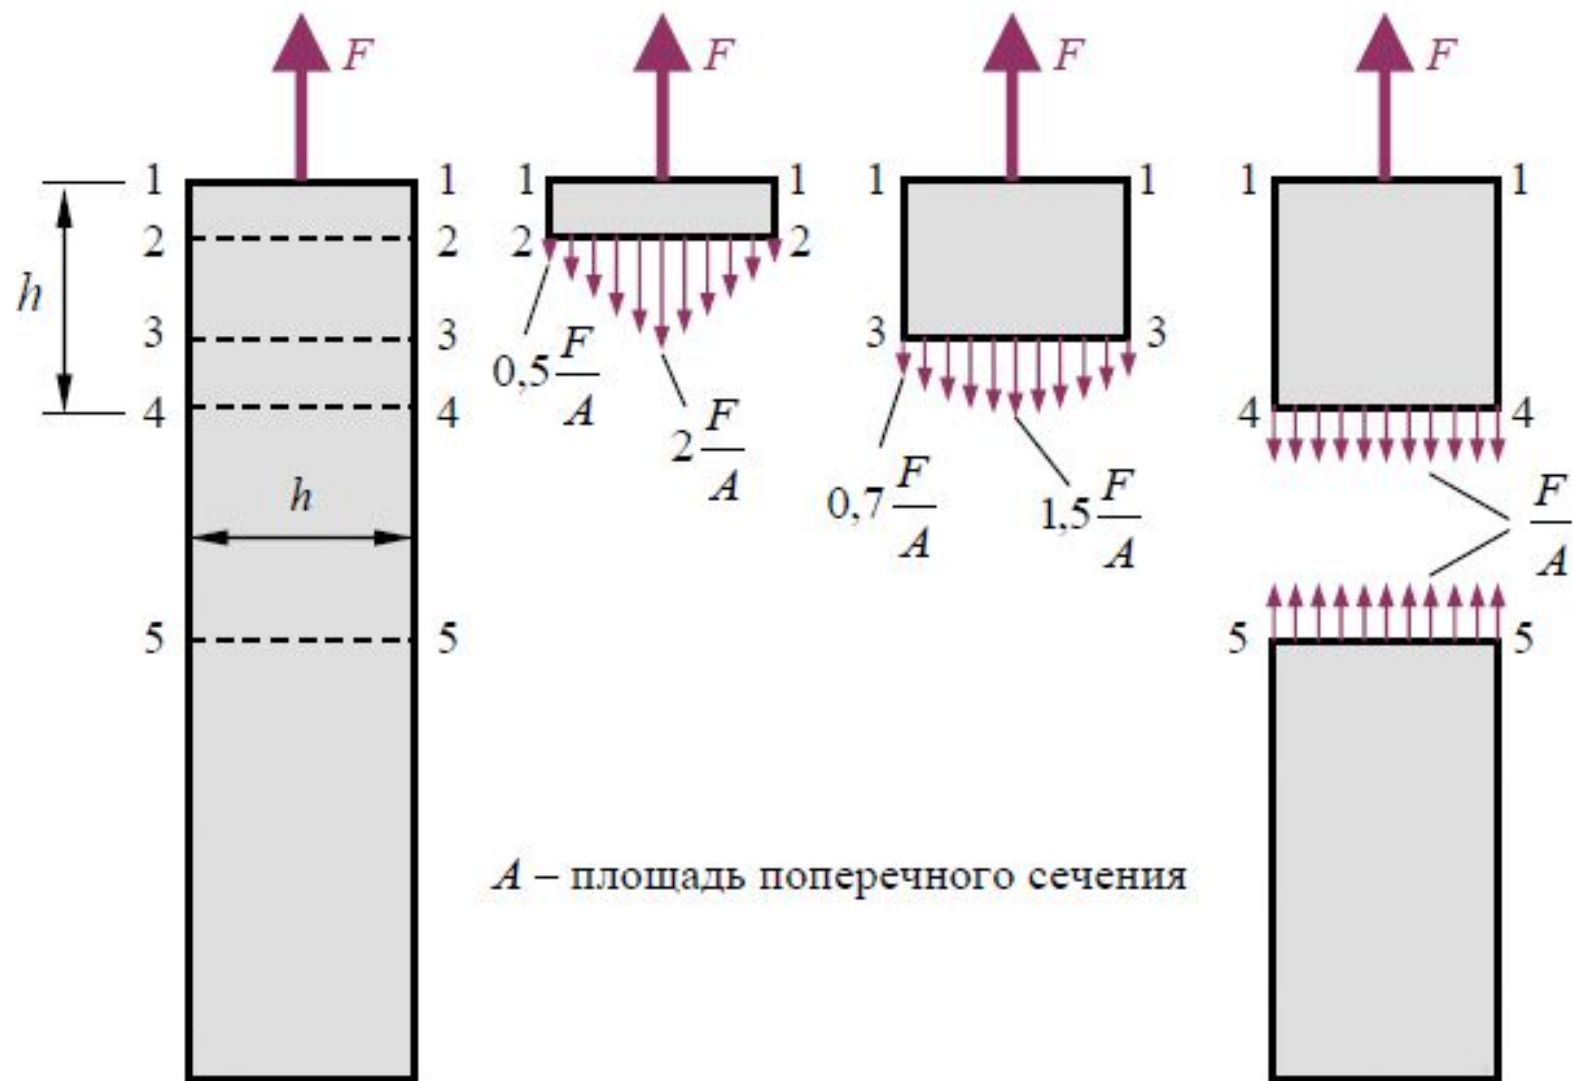 F F F F
1 1 1 1 1 1 1 1
2 2 2 2
h
3 3 3 3
0,5 F/A
4 4 4 4
2 F/A
h
0,7 F/A
1,5 F/A
F/A
5 5 5 5
A – площадь поперечного сечения